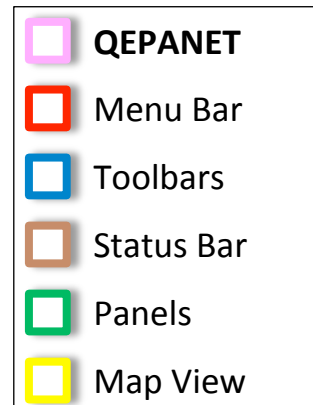 QEPANET
Menu Bar
Toolbars
Status Bar
Panels
Map View